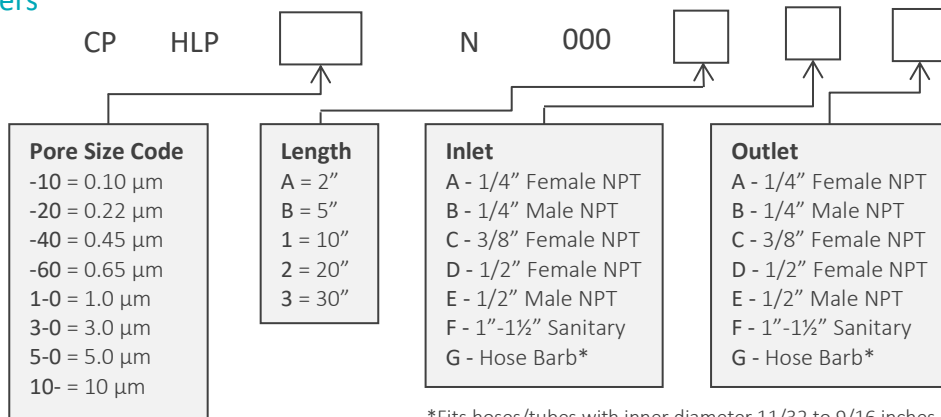 ers
CP HLP N 000
Pore Size Code
-10 = 0.10 µm
-20 = 0.22 µm
-40 = 0.45 µm
-60 = 0.65 µm
1-0 = 1.0 µm
3-0 = 3.0 µm
5-0 = 5.0 µm
10- = 10 µm
Length
A = 2”
B = 5”
1 = 10”
2 = 20”
3 = 30”
Inlet
A - 1/4” Female NPT
B - 1/4” Male NPT
C - 3/8” Female NPT
D - 1/2” Female NPT
E - 1/2” Male NPT
F - 1”-1½” Sanitary
G - Hose Barb*
Outlet
A - 1/4” Female NPT
B - 1/4” Male NPT
C - 3/8” Female NPT
D - 1/2” Female NPT
E - 1/2” Male NPT
F - 1”-1½” Sanitary
G - Hose Barb*
*Fits hoses/tubes with inner diameter 11/32 to 9/16 inches